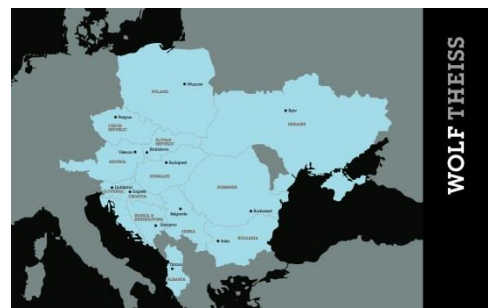 Warsaw
POLAND
Prague
CZECH
REPUBLIC
Kyiv
UKRAINE
SLOVAK
REPUBLIC
Bratislava
Vienna
AUSTRIA
Budapest
HUNGARY
Ljubljana
SLOVENIA
Zagreb
CROATIA
ROMANIA
Bucharest
BOSNIA &
HERZEGOVINA
Sarajevo
Belgrade
SERBIA
Sofia
BULGARIA
Tirana
ALBANIA
WOLF THEISS